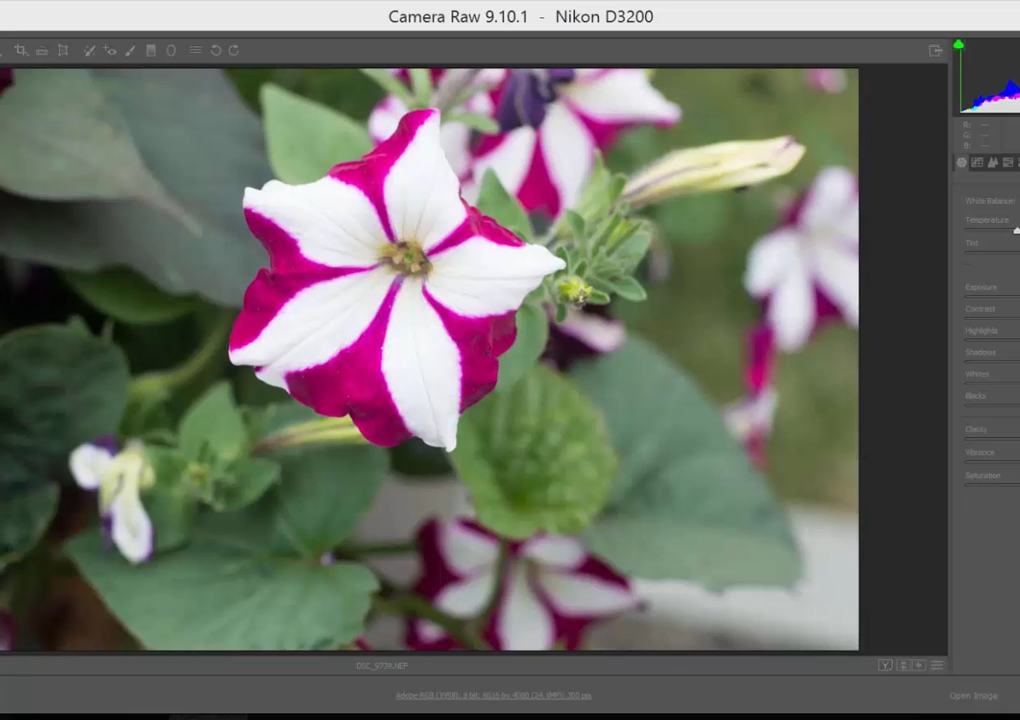 Camera Raw 9.10.1 - Nikon D3200
R: ---
G: ---
B: ---
White Balance:
Temperature
Tint
Exposure
Contrast
Highlights
Shadows
Whites
Blacks
Clarity
Vibrance
Saturation
Y
Open Image